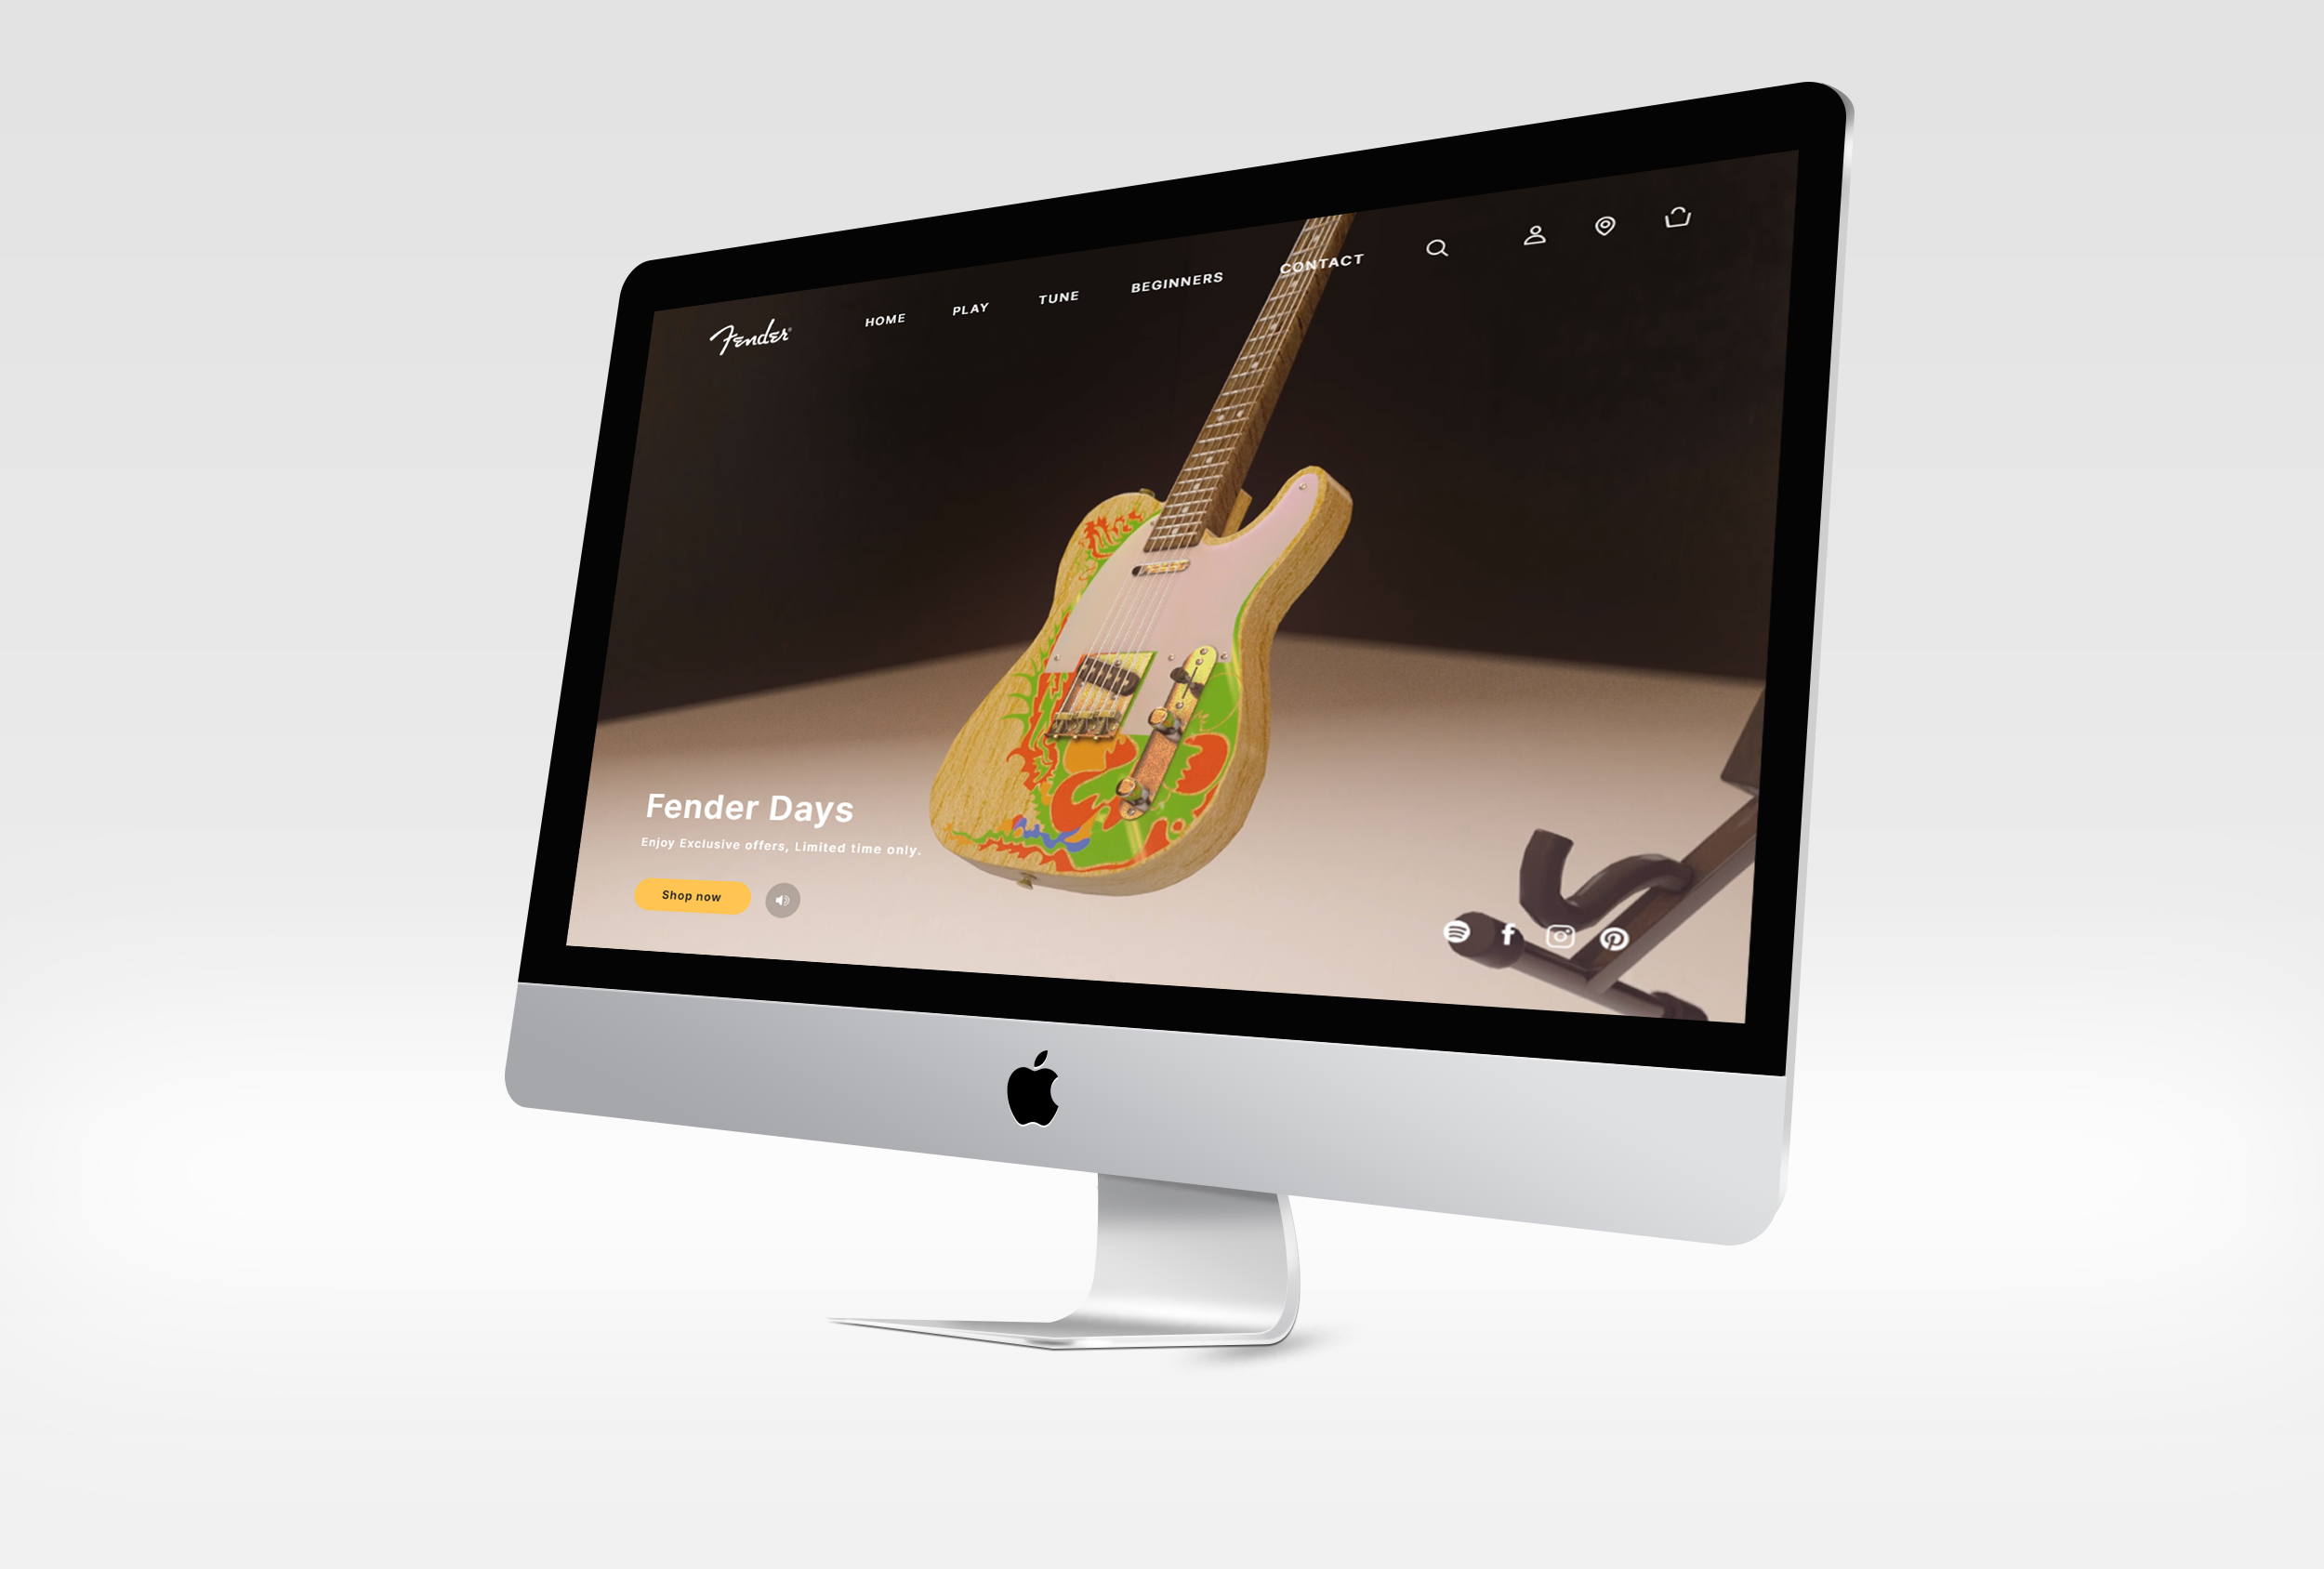 Fender®
HOME PLAY TUNE BEGINNERS CONTACT
Fender Days
Enjoy Exclusive offers, Limited time only.
Shop now